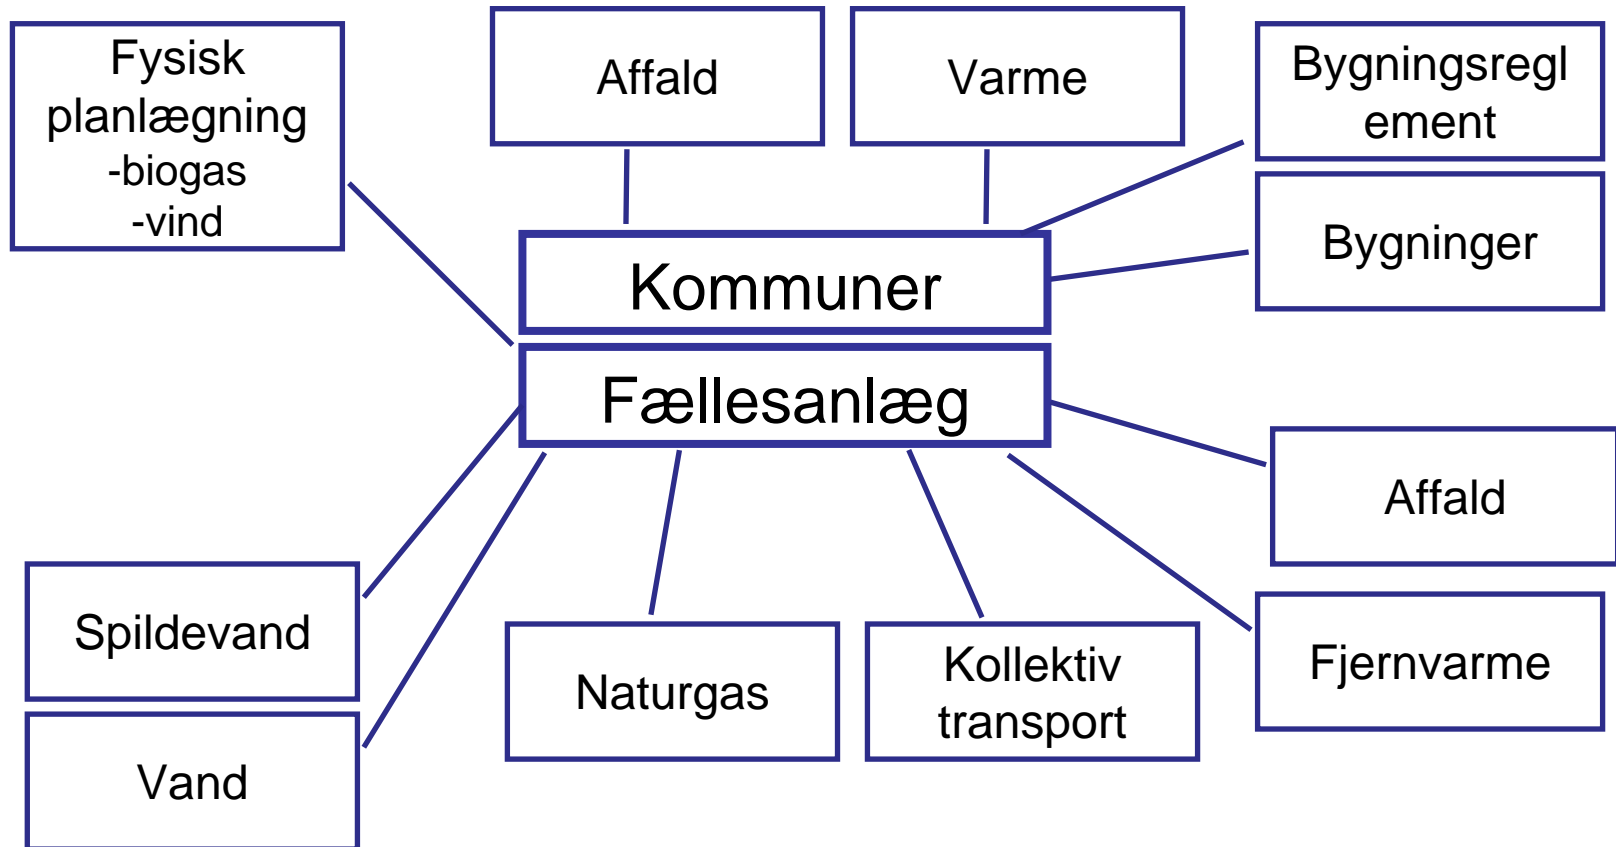 Fysisk
planlægning
-biogas
-vind
Affald
Varme
Bygningsregl
ement
Bygninger
Kommuner
Fællesanlæg
Affald
Spildevand
Vand
Naturgas
Kollektiv
transport
Fjernvarme